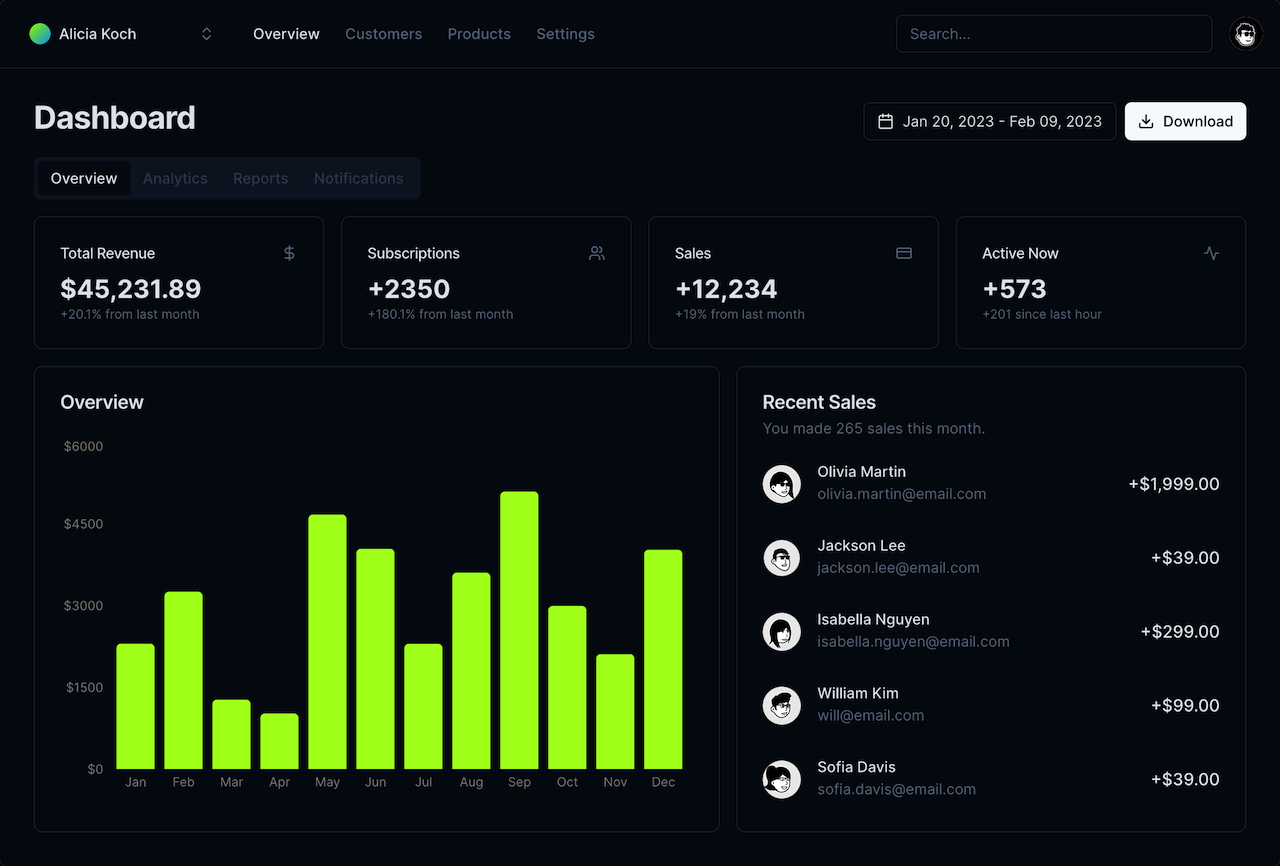 Alicia Koch
Overview Customers Products Settings
Search...
Dashboard
Jan 20, 2023 - Feb 09, 2023
Download
Overview Analytics Reports Notifications
Total Revenue
$45,231.89
+20.1% from last month
Subscriptions
+2350
+180.1% from last month
Sales
+12,234
+19% from last month
Active Now
+573
+201 since last hour
Overview
$6000
$4500
$3000
$1500
$0
Jan Feb Mar Apr May Jun Jul Aug Sep Oct Nov Dec
Recent Sales
You made 265 sales this month.
Olivia Martin
olivia.martin@email.com
+$1,999.00
Jackson Lee
jackson.lee@email.com
+$39.00
Isabella Nguyen
isabella.nguyen@email.com
+$299.00
William Kim
will@email.com
+$99.00
Sofia Davis
sofia.davis@email.com
+$39.00